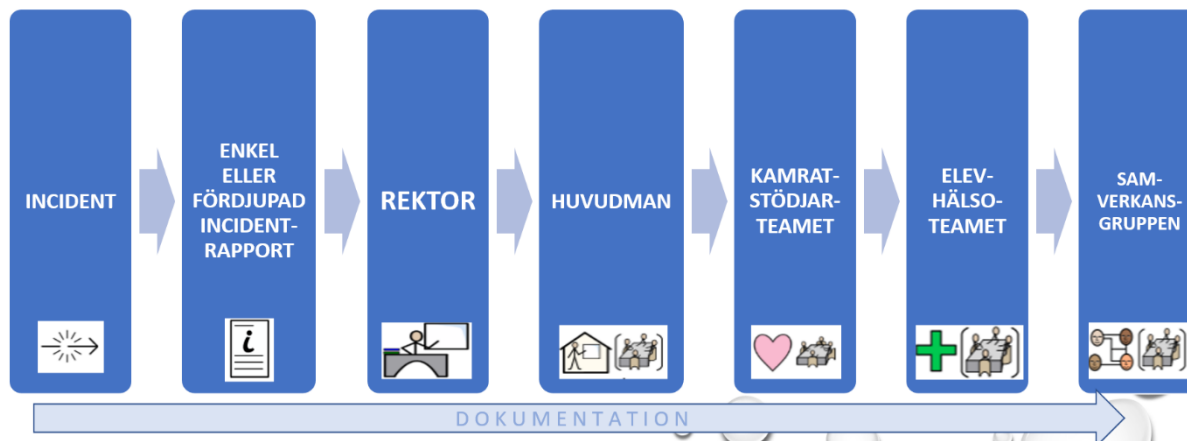 INCIDENT
ENKEL
ELLER
FÖRDJUPAD
INCIDENT-
RAPPORT
i
REKTOR
HUVUDMAN
KAMRAT-
STÖDJAR-
TEAMET
ELEV-
HÄLSO-
TEAMET
SAM-
VERKANS-
GRUPPEN
DOKUMENTATION